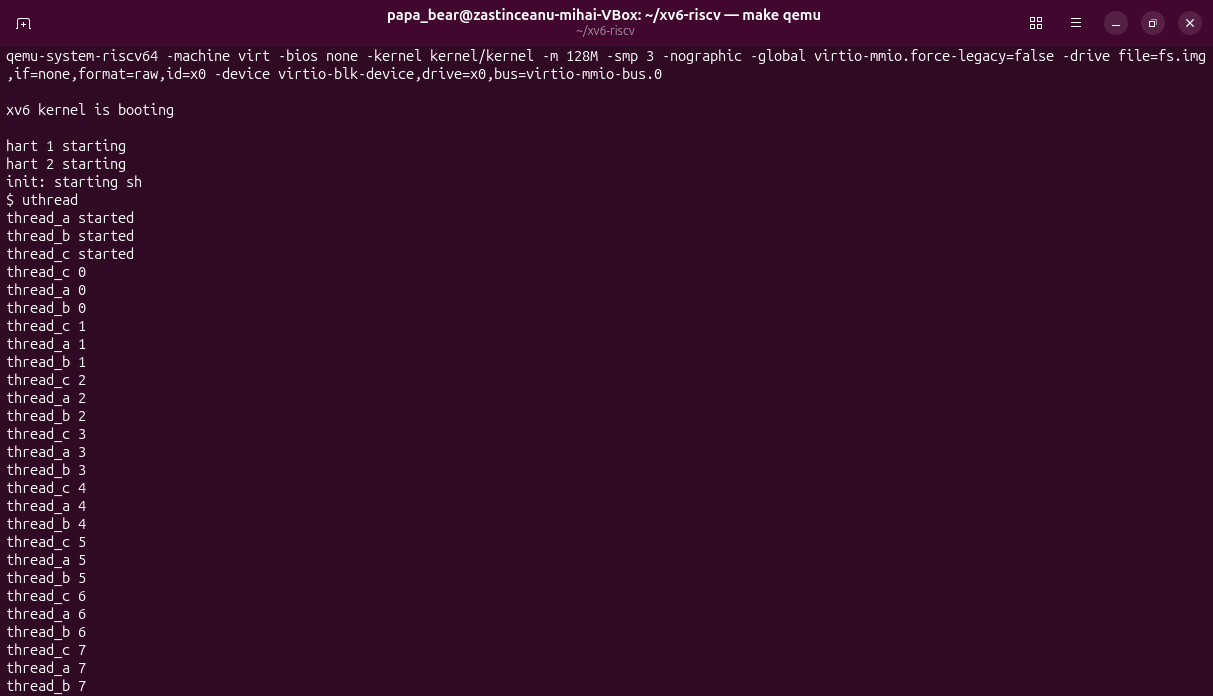 papa_bear@zastinceanu-mihai-VBox: ~/xv6-riscv — make qemu
~/xv6-riscv
qemu-system-riscv64 -machine virt -bios none -kernel kernel/kernel -m 128M -smp 3 -nographic -global virtio-mmio.force-legacy=false -drive file=fs.img
,if=none,format=raw,id=x0 -device virtio-blk-device,drive=x0,bus=virtio-mmio-bus.0
xv6 kernel is booting
hart 1 starting
hart 2 starting
init: starting sh
$ uthread
thread_a started
thread_b started
thread_c started
thread_c 0
thread_a 0
thread_b 0
thread_c 1
thread_a 1
thread_b 1
thread_c 2
thread_a 2
thread_b 2
thread_c 3
thread_a 3
thread_b 3
thread_c 4
thread_a 4
thread_b 4
thread_c 5
thread_a 5
thread_b 5
thread_c 6
thread_a 6
thread_b 6
thread_c 7
thread_a 7
thread_b 7